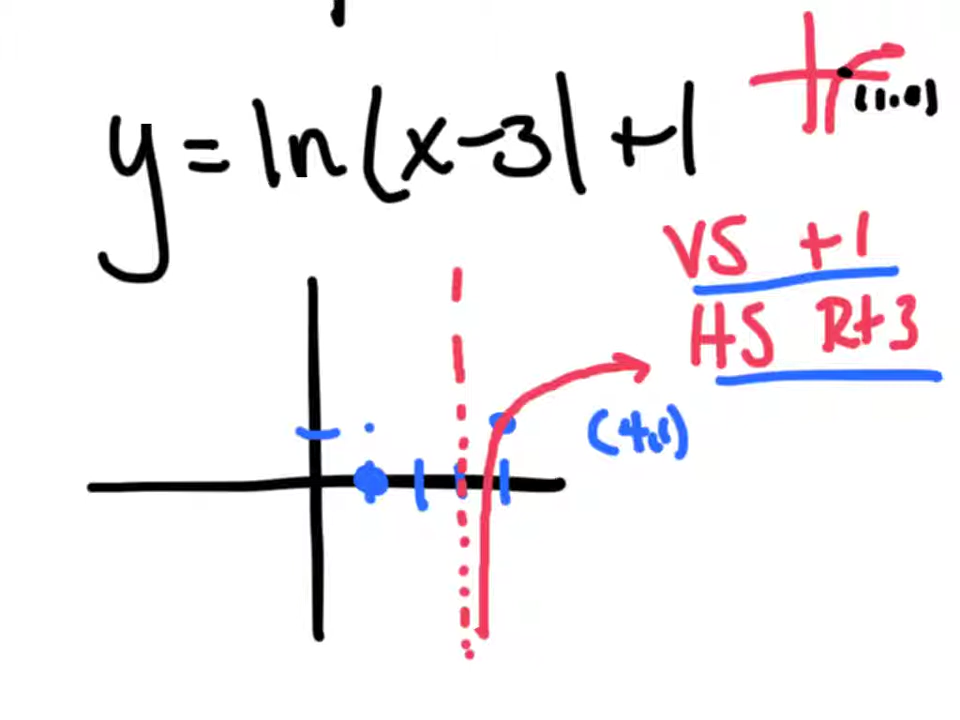 y = ln(x-3) +1
(1,0)
VS +1
HS R+3
(4,1)